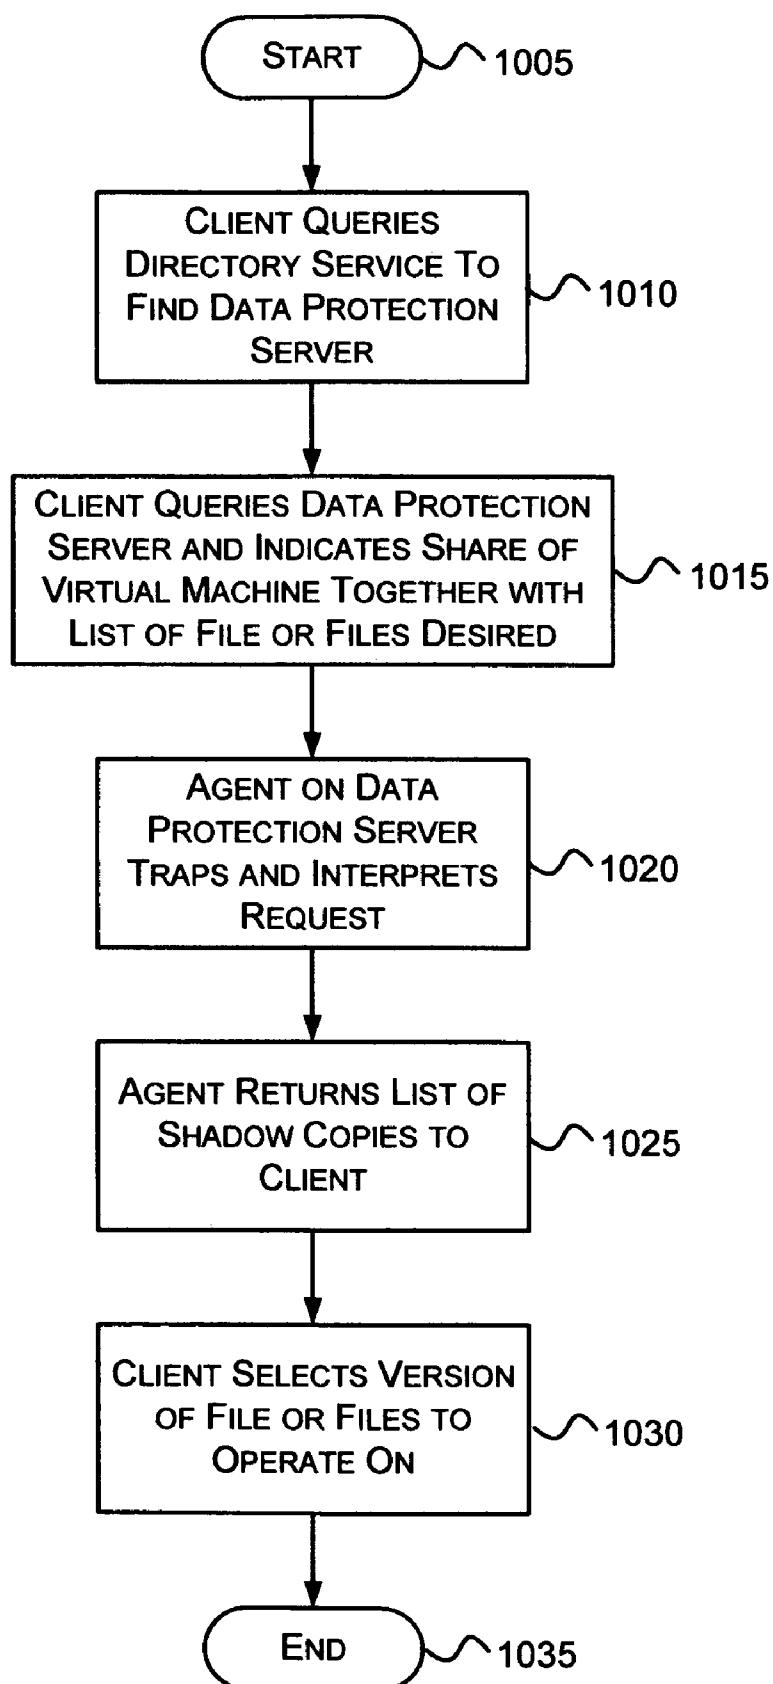 START
1005
CLIENT QUERIES
DIRECTORY SERVICE TO
FIND DATA PROTECTION
SERVER
1010
CLIENT QUERIES DATA PROTECTION
SERVER AND INDICATES SHARE OF
VIRTUAL MACHINE TOGETHER WITH
LIST OF FILE OR FILES DESIRED
1015
AGENT ON DATA
PROTECTION SERVER
TRAPS AND INTERPRETS
REQUEST
1020
AGENT RETURNS LIST OF
SHADOW COPIES TO
CLIENT
1025
CLIENT SELECTS VERSION
OF FILE OR FILES TO
OPERATE ON
1030
END
1035